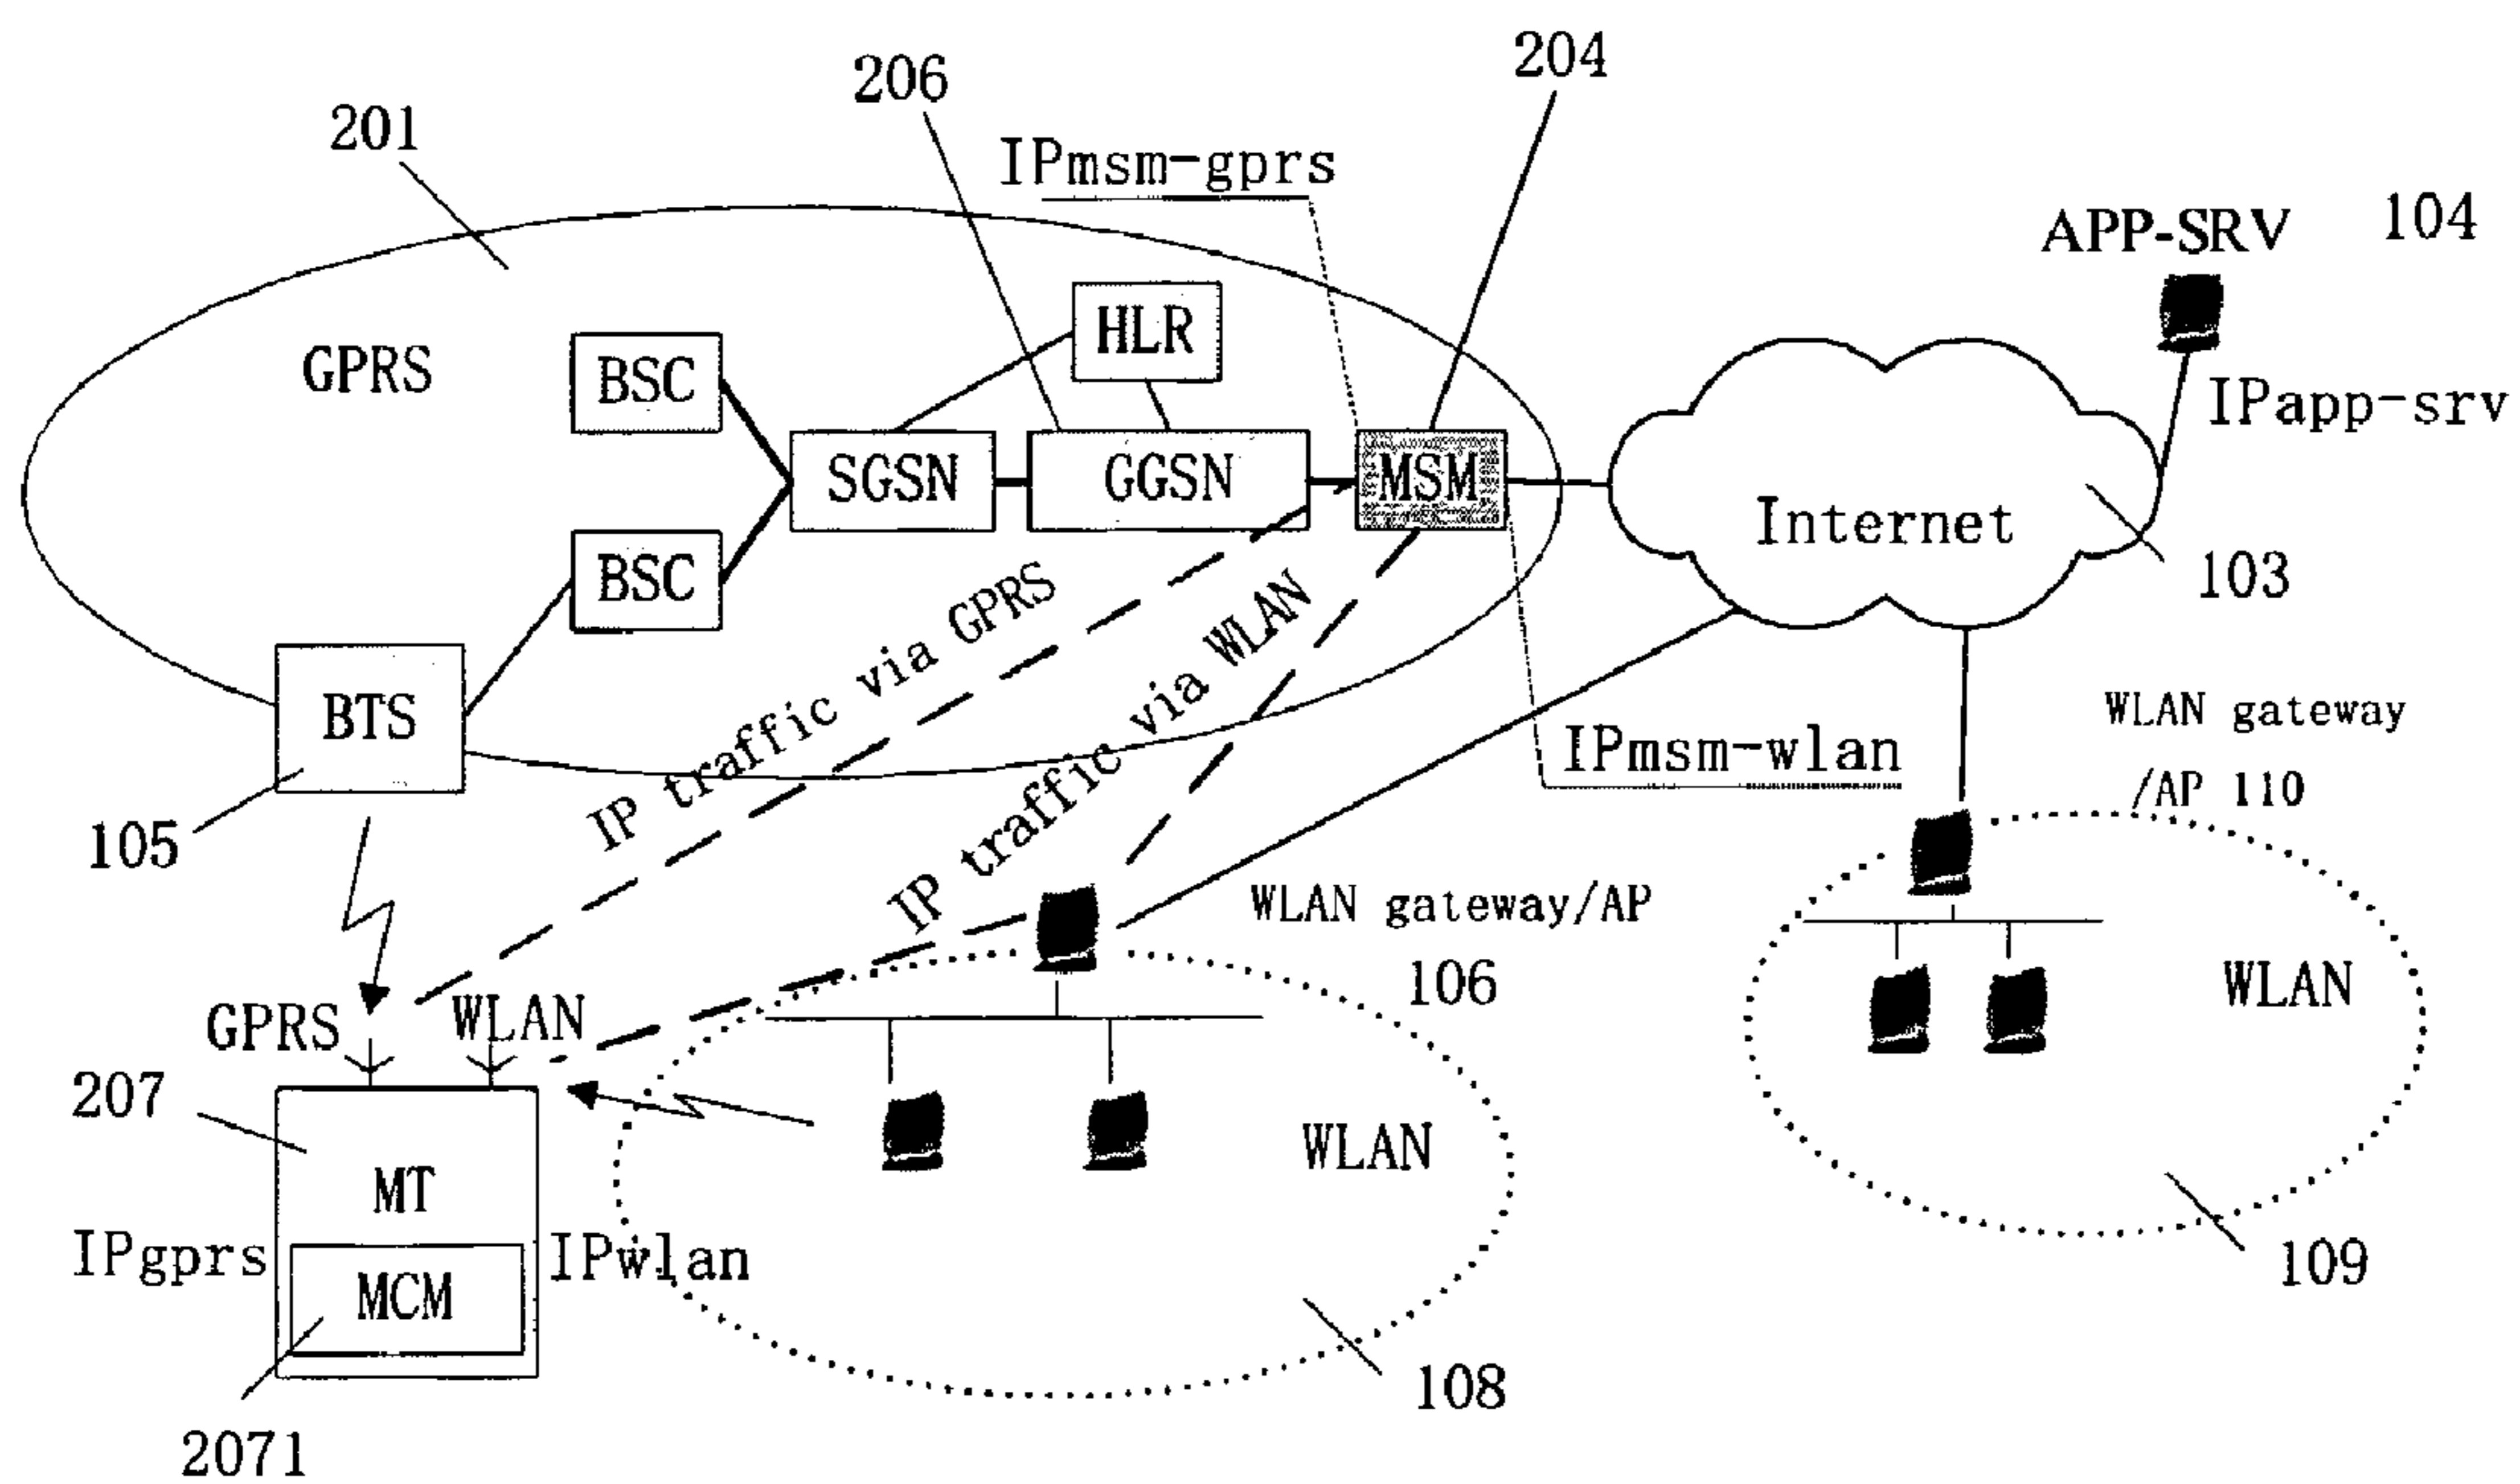 204
206
201
IPmsm-gprs
104
APP-SRV
HLR
GPRS
BSC
IPapp-srv
SGSN
GGSN
MSM
Internet
BSC
103
IP traffic via GPRS
IP traffic via WLAN
BTS
WLAN gateway
/AP 110
IPmsm-wlan
105
WLAN gateway/AP
106
WLAN
GPRS
WLAN
207
WLAN
MT
IPgprs
IPwlan
MCM
109
108
2071